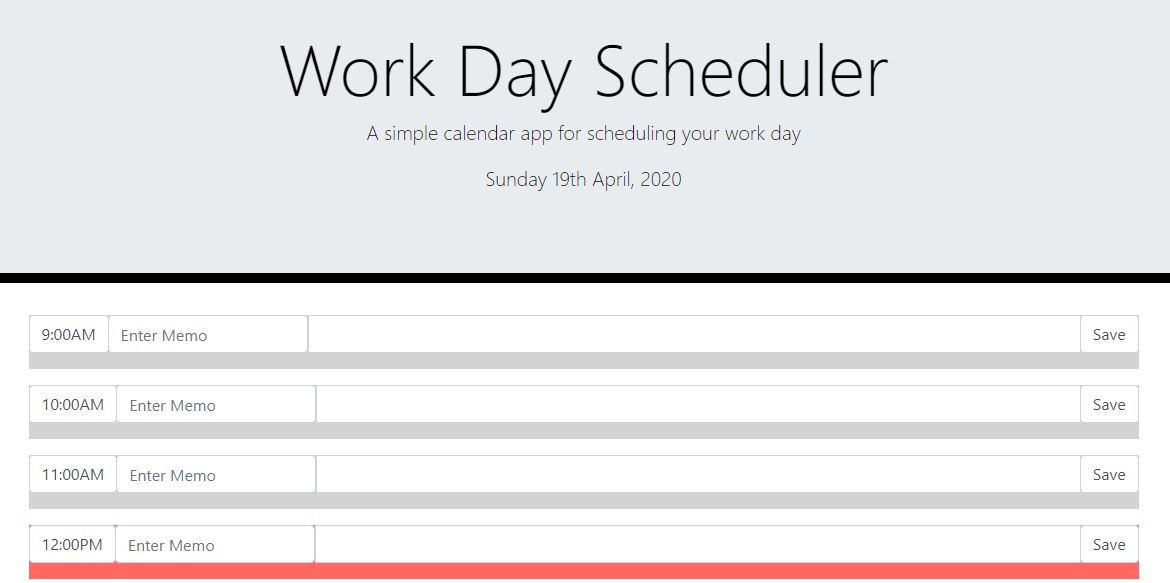 Work Day Scheduler
A simple calendar app for scheduling your work day
Sunday 19th April, 2020
9:00AM Enter Memo Save
10:00AM Enter Memo Save
11:00AM Enter Memo Save
12:00PM Enter Memo Save